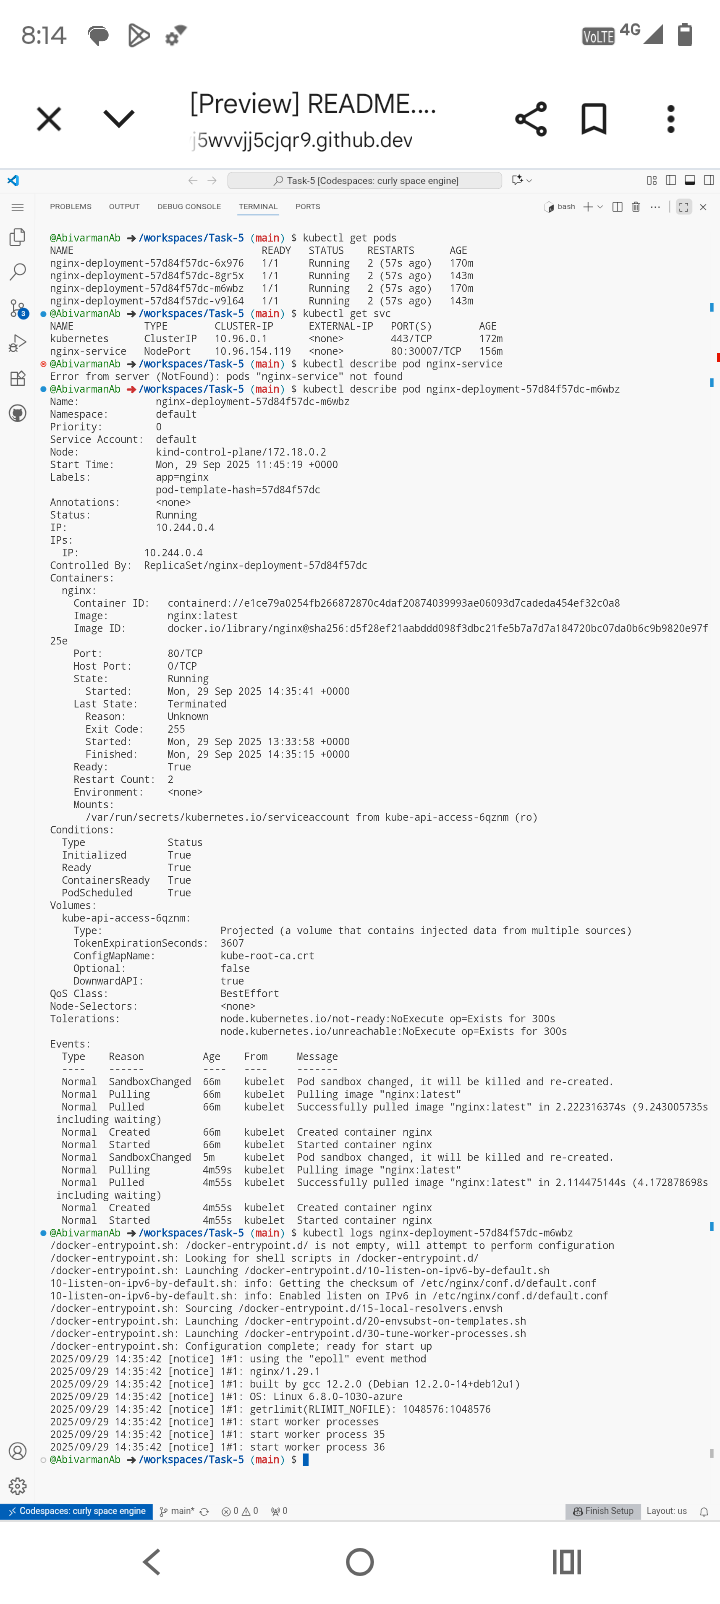 8:14
VoLTE 4G
[Preview] README....
j5wvvjj5cjqr9.github.dev
Task-5 [Codespaces: curly space engine]
PROBLEMS OUTPUT DEBUG CONSOLE TERMINAL PORTS
bash
@AbivarmanAb ➜ /workspaces/Task-5 (main) $ kubectl get pods
NAME READY STATUS RESTARTS AGE
nginx-deployment-57d84f57dc-6x976 1/1 Running 2 (57s ago) 170m
nginx-deployment-57d84f57dc-8gr5x 1/1 Running 2 (57s ago) 143m
nginx-deployment-57d84f57dc-m6wbz 1/1 Running 2 (57s ago) 170m
nginx-deployment-57d84f57dc-v9l64 1/1 Running 2 (57s ago) 143m
@AbivarmanAb ➜ /workspaces/Task-5 (main) $ kubectl get svc
NAME TYPE CLUSTER-IP EXTERNAL-IP PORT(S) AGE
kubernetes ClusterIP 10.96.0.1 <none> 443/TCP 172m
nginx-service NodePort 10.96.154.119 <none> 80:30007/TCP 156m
@AbivarmanAb ➜ /workspaces/Task-5 (main) $ kubectl describe pod nginx-service
Error from server (NotFound): pods "nginx-service" not found
@AbivarmanAb ➜ /workspaces/Task-5 (main) $ kubectl describe pod nginx-deployment-57d84f57dc-m6wbz
Name: nginx-deployment-57d84f57dc-m6wbz
Namespace: default
Priority: 0
Service Account: default
Node: kind-control-plane/172.18.0.2
Start Time: Mon, 29 Sep 2025 11:45:19 +0000
Labels: app=nginx
pod-template-hash=57d84f57dc
Annotations: <none>
Status: Running
IP: 10.244.0.4
IPs:
IP: 10.244.0.4
Controlled By: ReplicaSet/nginx-deployment-57d84f57dc
Containers:
nginx:
Container ID: containerd://e1ce79a0254fb266872870c4daf20874039993ae06093d7cadeda454ef32c0a8
Image: nginx:latest
Image ID: docker.io/library/nginx@sha256:d5f28ef21aabddd098f3dbc21fe5b7a7d7a184720bc07da0b6c9b9820e97f
25e
Port: 80/TCP
Host Port: 0/TCP
State: Running
Started: Mon, 29 Sep 2025 14:35:41 +0000
Last State: Terminated
Reason: Unknown
Exit Code: 255
Started: Mon, 29 Sep 2025 13:33:58 +0000
Finished: Mon, 29 Sep 2025 14:35:15 +0000
Ready: True
Restart Count: 2
Environment: <none>
Mounts:
/var/run/secrets/kubernetes.io/serviceaccount from kube-api-access-6qznm (ro)
Conditions:
Type Status
Initialized True
Ready True
ContainersReady True
PodScheduled True
Volumes:
kube-api-access-6qznm:
Type: Projected (a volume that contains injected data from multiple sources)
TokenExpirationSeconds: 3607
ConfigMapName: kube-root-ca.crt
Optional: false
DownwardAPI: true
QoS Class: BestEffort
Node-Selectors: <none>
Tolerations: node.kubernetes.io/not-ready:NoExecute op=Exists for 300s
node.kubernetes.io/unreachable:NoExecute op=Exists for 300s
Events:
Type Reason Age From Message
---- ------ ---- ---- -------
Normal SandboxChanged 66m kubelet Pod sandbox changed, it will be killed and re-created.
Normal Pulling 66m kubelet Pulling image "nginx:latest"
Normal Pulled 66m kubelet Successfully pulled image "nginx:latest" in 2.222316374s (9.243005735s
including waiting)
Normal Created 66m kubelet Created container nginx
Normal Started 66m kubelet Started container nginx
Normal SandboxChanged 5m kubelet Pod sandbox changed, it will be killed and re-created.
Normal Pulling 4m59s kubelet Pulling image "nginx:latest"
Normal Pulled 4m55s kubelet Successfully pulled image "nginx:latest" in 2.114475144s (4.172878698s
including waiting)
Normal Created 4m55s kubelet Created container nginx
Normal Started 4m55s kubelet Started container nginx
@AbivarmanAb ➜ /workspaces/Task-5 (main) $ kubectl logs nginx-deployment-57d84f57dc-m6wbz
/docker-entrypoint.sh: /docker-entrypoint.d/ is not empty, will attempt to perform configuration
/docker-entrypoint.sh: Looking for shell scripts in /docker-entrypoint.d/
/docker-entrypoint.sh: Launching /docker-entrypoint.d/10-listen-on-ipv6-by-default.sh
10-listen-on-ipv6-by-default.sh: info: Getting the checksum of /etc/nginx/conf.d/default.conf
10-listen-on-ipv6-by-default.sh: info: Enabled listen on IPv6 in /etc/nginx/conf.d/default.conf
/docker-entrypoint.sh: Sourcing /docker-entrypoint.d/15-local-resolvers.envsh
/docker-entrypoint.sh: Launching /docker-entrypoint.d/20-envsubst-on-templates.sh
/docker-entrypoint.sh: Launching /docker-entrypoint.d/30-tune-worker-processes.sh
/docker-entrypoint.sh: Configuration complete; ready for start up
2025/09/29 14:35:42 [notice] 1#1: using the "epoll" event method
2025/09/29 14:35:42 [notice] 1#1: nginx/1.29.1
2025/09/29 14:35:42 [notice] 1#1: built by gcc 12.2.0 (Debian 12.2.0-14+deb12u1)
2025/09/29 14:35:42 [notice] 1#1: OS: Linux 6.8.0-1030-azure
2025/09/29 14:35:42 [notice] 1#1: getrlimit(RLIMIT_NOFILE): 1048576:1048576
2025/09/29 14:35:42 [notice] 1#1: start worker processes
2025/09/29 14:35:42 [notice] 1#1: start worker process 35
2025/09/29 14:35:42 [notice] 1#1: start worker process 36
@AbivarmanAb ➜ /workspaces/Task-5 (main) $
Codespaces: curly space engine main* 0 0 0 Finish Setup Layout: us